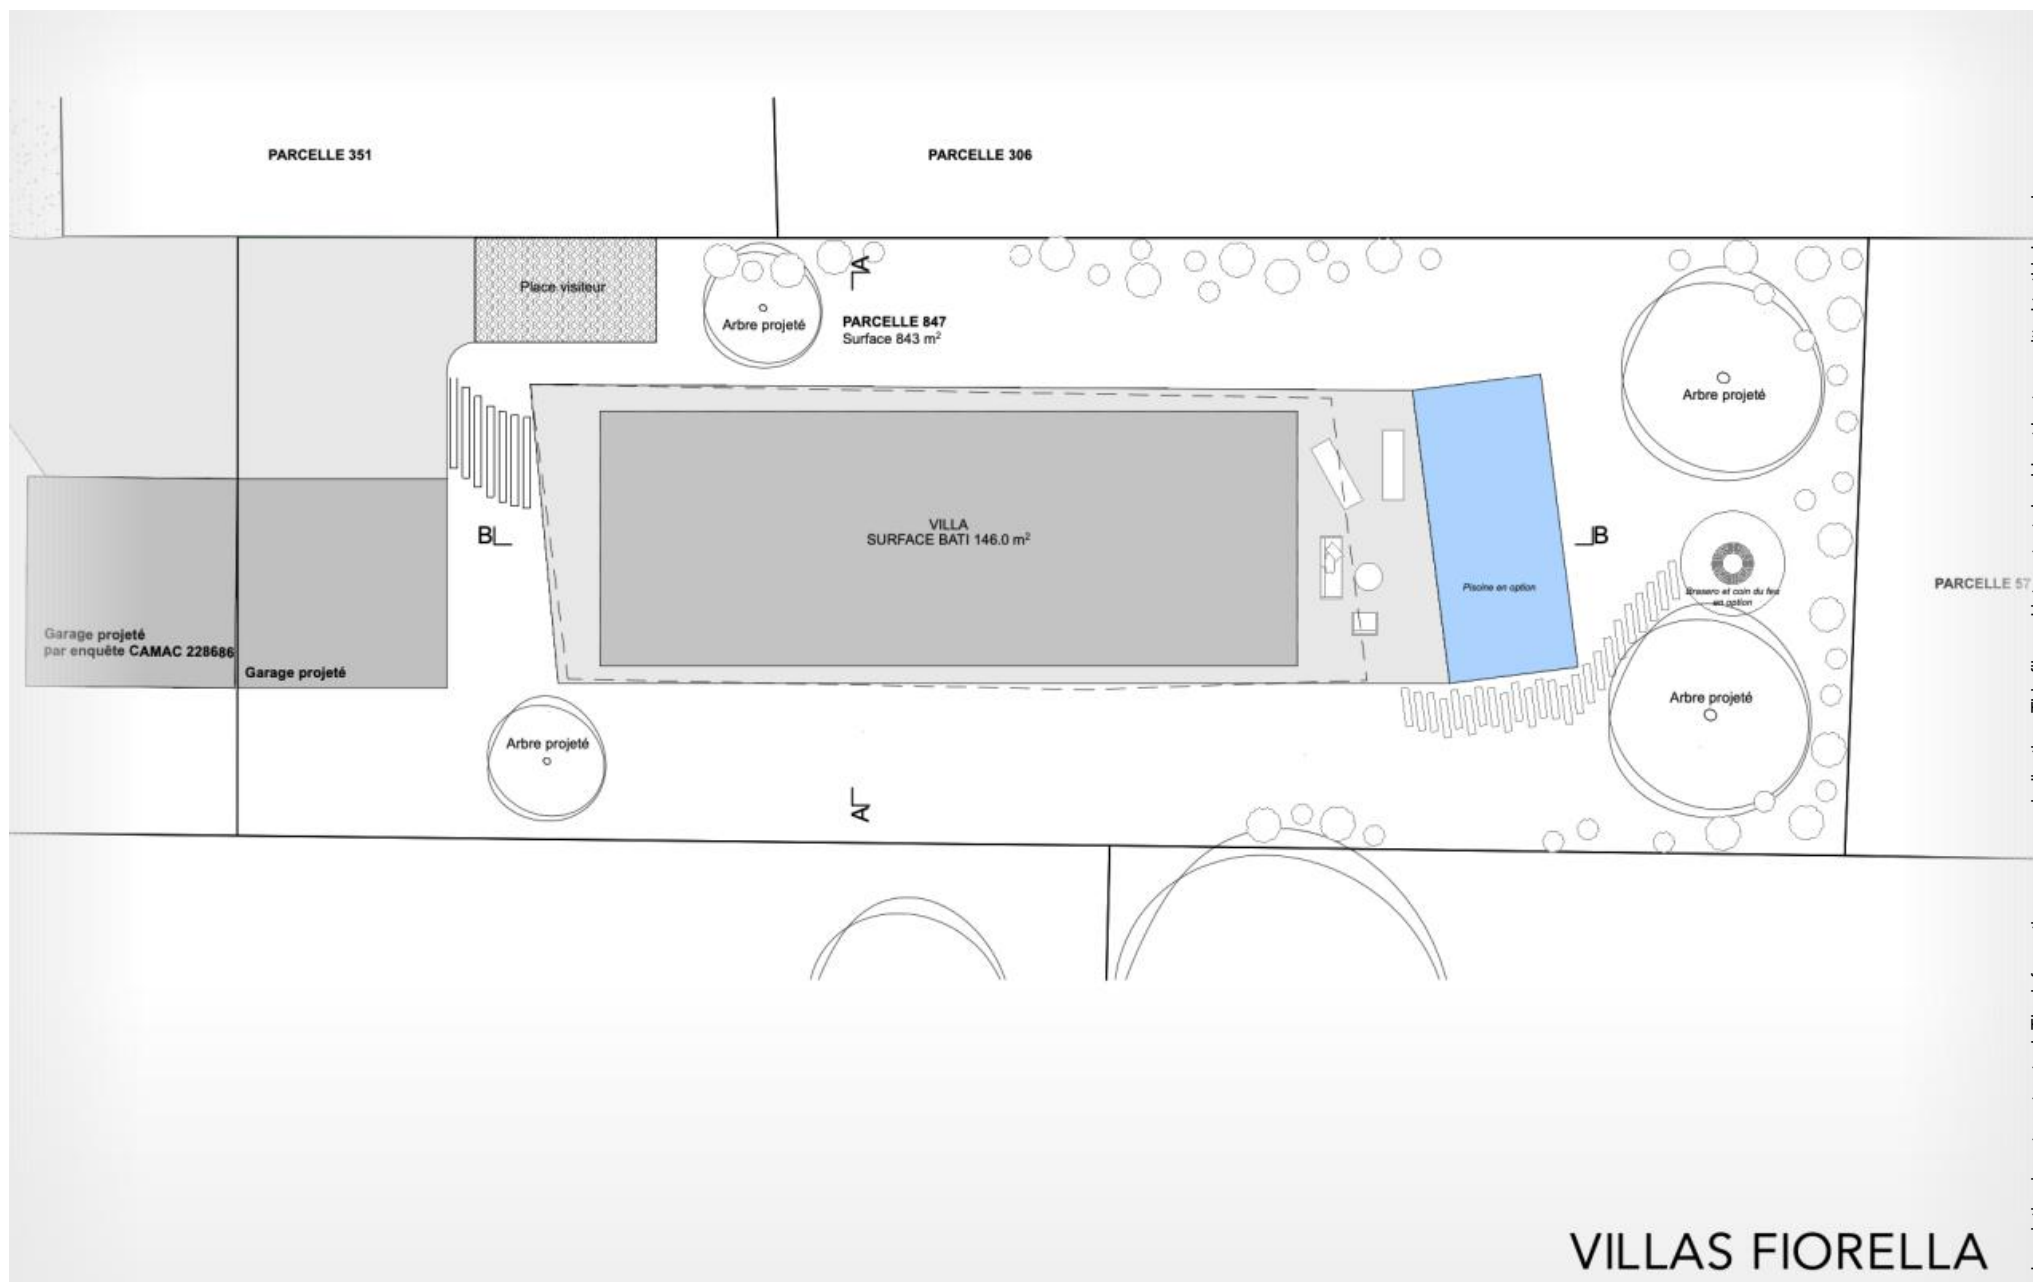 PARCELLE 351
PARCELLE 306
Place visiteur
A
Arbre projeté
PARCELLE 847
Surface 843 m²
Arbre projeté
VILLA
SURFACE BATI 146.0 m²
B
B
Piscine en option
Brasero et coin du feu
en option
PARCELLE 57
Garage projeté
par enquête CAMAC 228686
Garage projeté
Arbre projeté
Arbre projeté
A
VILLAS FIORELLA